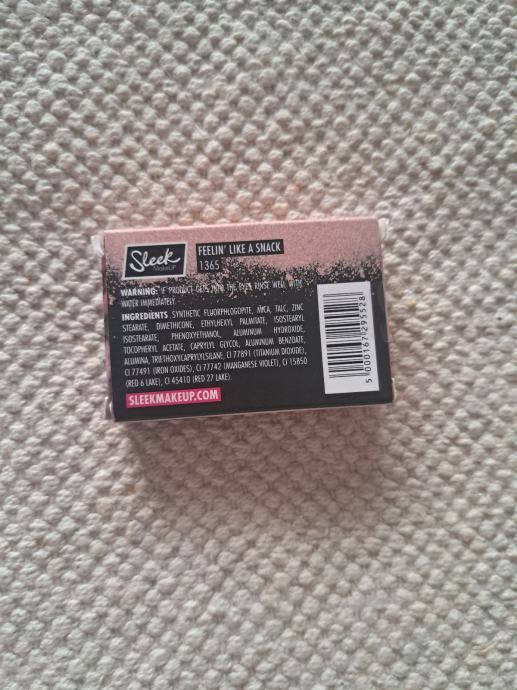 Sleek
MakeUP
FEELIN' LIKE A SNACK
1365
WARNING: IF PRODUCT GETS INTO THE EYES RINSE WELL WITH
WATER IMMEDIATELY.
INGREDIENTS SYNTHETIC FLUORPHLOGOPITE, MICA, TALC, ZINC
STEARATE, DIMETHICONE, ETHYLHEXYL PALMITATE, ISOSTEARYL
ISOSTEARATE, PHENOXYETHANOL, ALUMINUM HYDROXIDE,
TOCOPHERYL ACETATE, CAPRYLYL GLYCOL, ALUMINUM BENZOATE,
ALUMINA, TRIETHOXYCAPRYLYLSILANE, CI 77891 (TITANIUM DIOXIDE),
CI 77491 (IRON OXIDES), CI 77742 (MANGANESE VIOLET), CI 15850
(RED 6 LAKE), CI 45410 (RED 27 LAKE).
SLEEKMAKEUP.COM
5 000167 295528